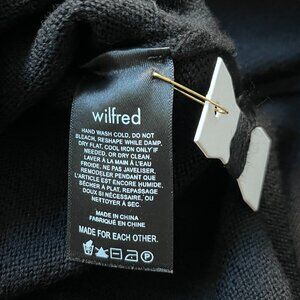 wilfred
HAND WASH COLD, DO NOT
BLEACH, RESHAPE WHILE DAMP,
DRY FLAT, COOL IRON ONLY IF
NEEDED, OR DRY CLEAN.
LAVER À LA MAIN À L'EAU
FROIDE, NE PAS JAVELISER.
REMODELER PENDANT QUE
L'ARTICLE EST ENCORE HUMIDE,
SÉCHER À PLAT, REPASSAGE
DOUX SI NÉCESSAIRE, OU
NETTOYER À SEC.
MADE IN CHINA
FABRIQUÉ EN CHINE
MADE FOR EACH OTHER.
P